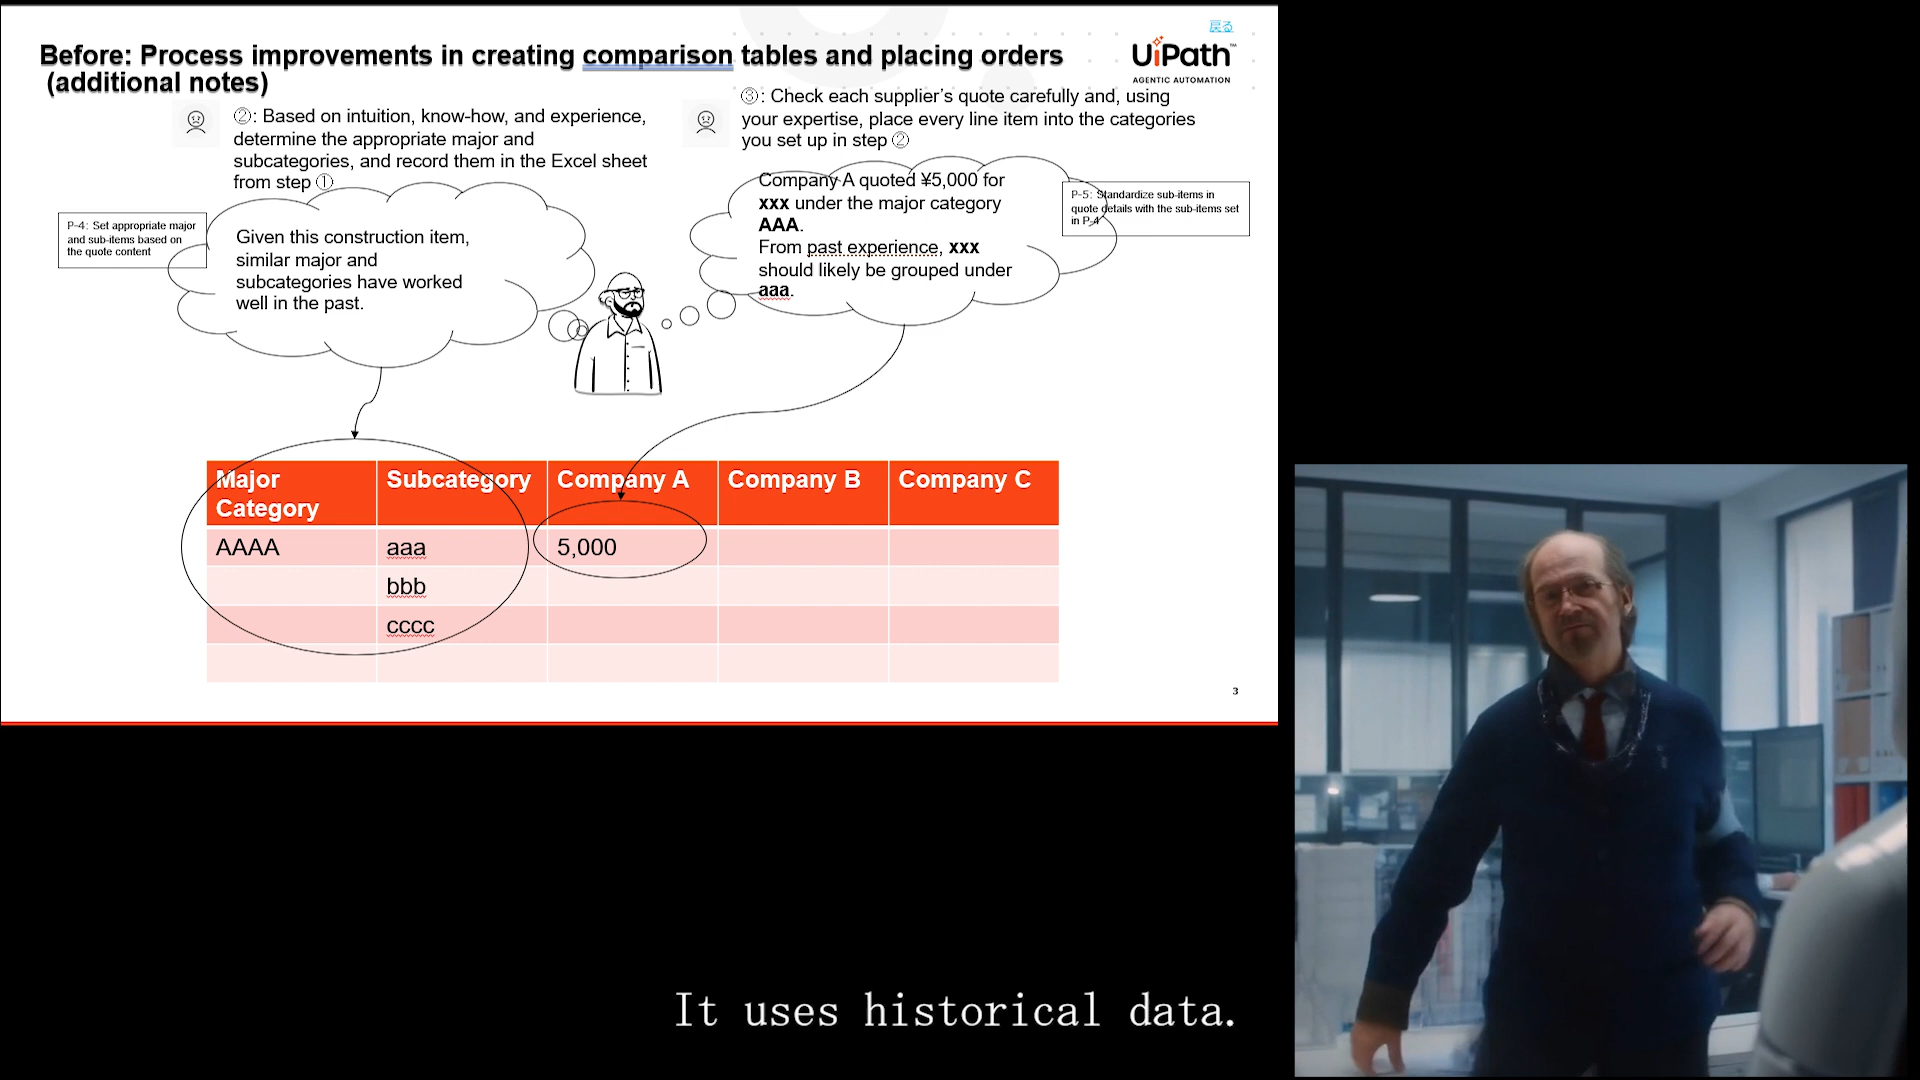 戻る
Before: Process improvements in creating comparison tables and placing orders
(additional notes)
UiPath™
AGENTIC AUTOMATION
②: Based on intuition, know-how, and experience,
determine the appropriate major and
subcategories, and record them in the Excel sheet
from step ①
③: Check each supplier's quote carefully and, using
your expertise, place every line item into the categories
you set up in step ②
P-4: Set appropriate major
and sub-items based on
the quote content
Given this construction item,
similar major and
subcategories have worked
well in the past.
Company A quoted ¥5,000 for
xxx under the major category
AAA.
From past experience, xxx
should likely be grouped under
aaa.
P-5: Standardize sub-items in
quote details with the sub-items set
in P-4
Major
Category
Subcategory
Company A
Company B
Company C
AAAA
aaa
5,000
bbb
cccc
3
It uses historical data.